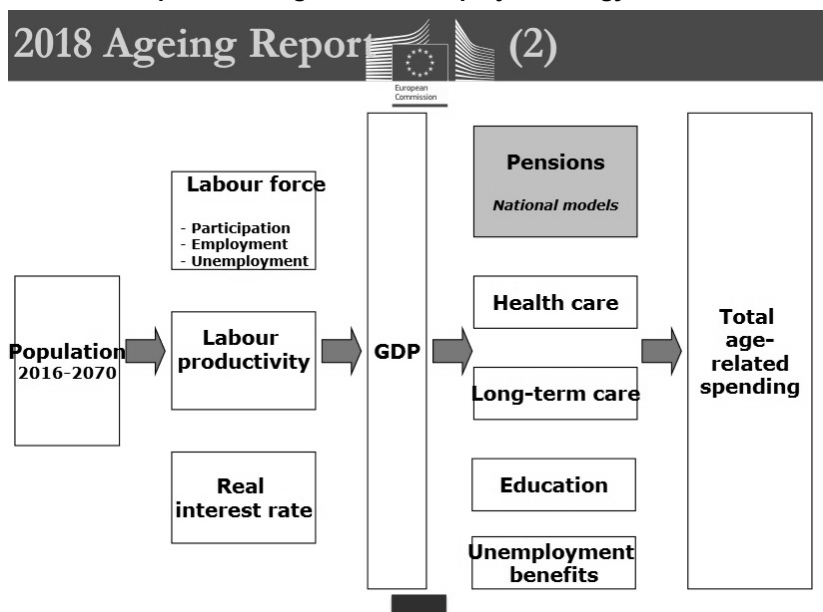 2018 Ageing Report (2)
European
Commission
Population
2016-2070
Labour force
- Participation
- Employment
- Unemployment
Labour
productivity
Real
interest rate
GDP
Pensions
National models
Health care
Long-term care
Education
Unemployment
benefits
Total
age-
related
spending